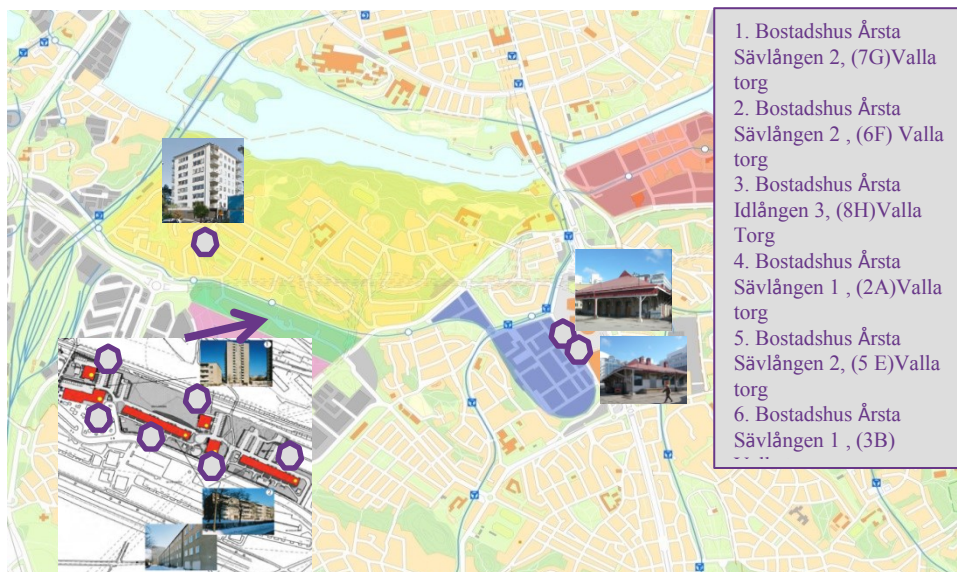 1. Bostadshus Årsta
Sävlången 2, (7G)Valla
torg
2. Bostadshus Årsta
Sävlången 2 , (6F) Valla
torg
3. Bostadshus Årsta
Idlången 3, (8H)Valla
Torg
4. Bostadshus Årsta
Sävlången 1 , (2A)Valla
torg
5. Bostadshus Årsta
Sävlången 2, (5 E)Valla
torg
6. Bostadshus Årsta
Sävlången 1 , (3B)